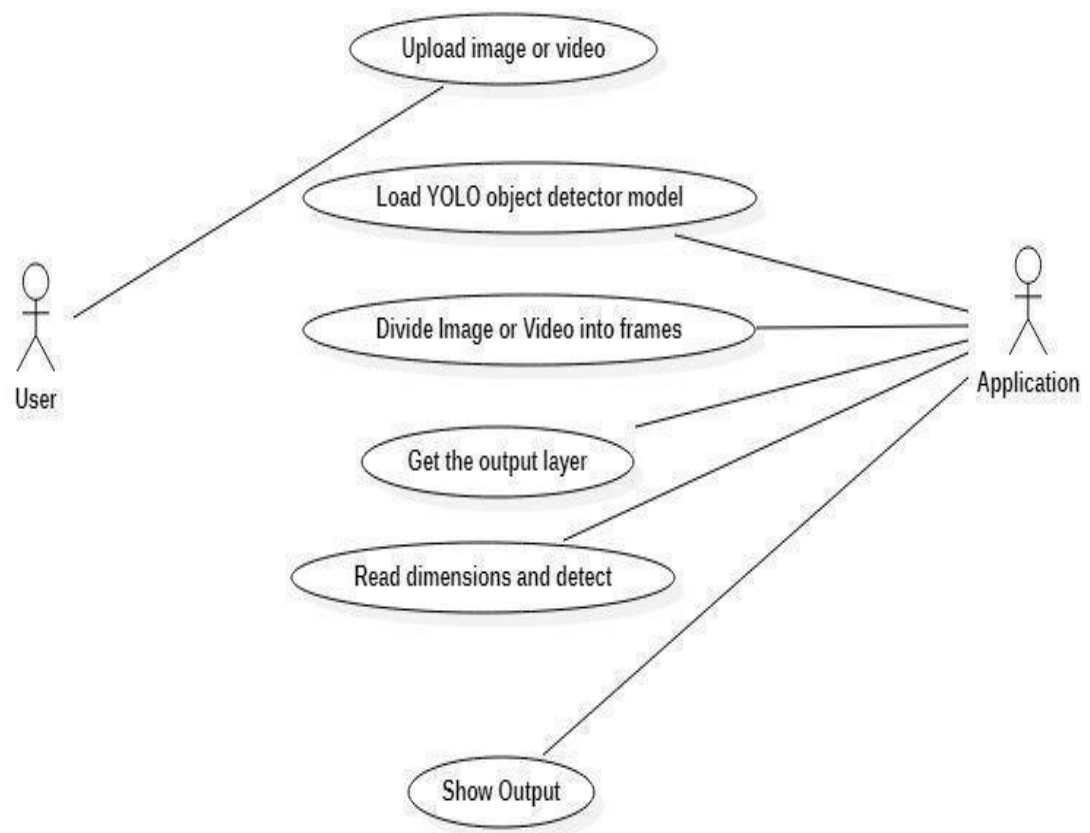 Upload image or video
Load YOLO object detector model
Divide Image or Video into frames
User
Application
Get the output layer
Read dimensions and detect
Show Output